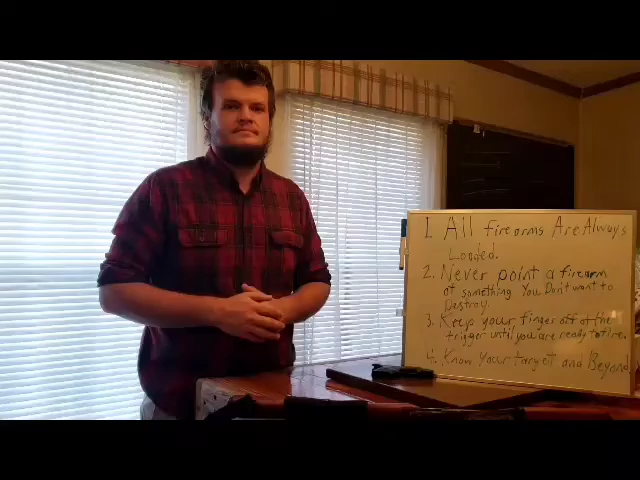 1 All firearms Are Always
Loaded.
2. Never point a firearm
at something You Don't want to
Destroy.
3. Keep your finger off of the
trigger until you are ready to fire.
4. Know Your target and Beyond